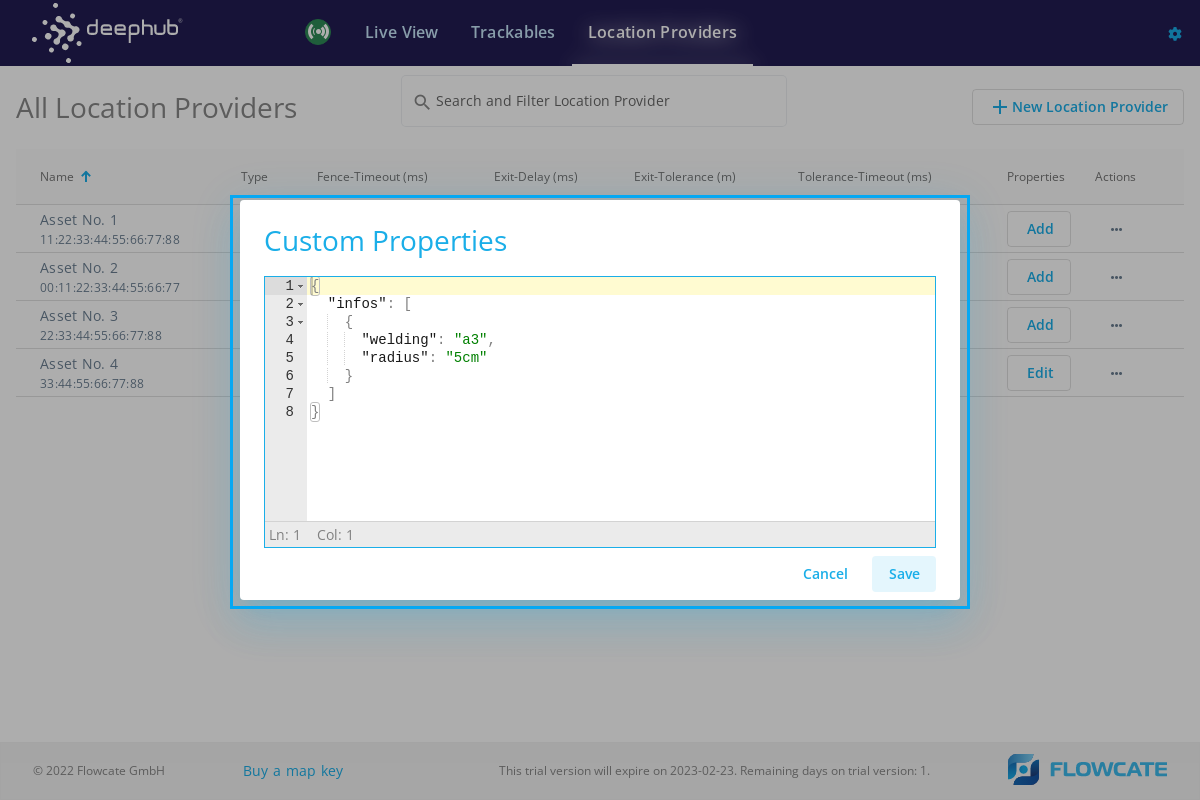 deephub®
Live View
Trackables
Location Providers
All Location Providers
Search and Filter Location Provider
New Location Provider
Name Type Fence-Timeout (ms) Exit-Delay (ms) Exit-Tolerance (m) Tolerance-Timeout (ms) Properties Actions
Asset No. 1
11:22:33:44:55:66:77:88
Add
Asset No. 2
00:11:22:33:44:55:66:77
Add
Asset No. 3
22:33:44:55:66:77:88
Add
Asset No. 4
33:44:55:66:77:88
Edit
Custom Properties
1 {
2 "infos": [
3 {
4 "welding": "a3",
5 "radius": "5cm"
6 }
7 ]
8 }
Ln: 1 Col: 1
Cancel
Save
© 2022 Flowcate GmbH
Buy a map key
This trial version will expire on 2023-02-23. Remaining days on trial version: 1.
FLOWCATE